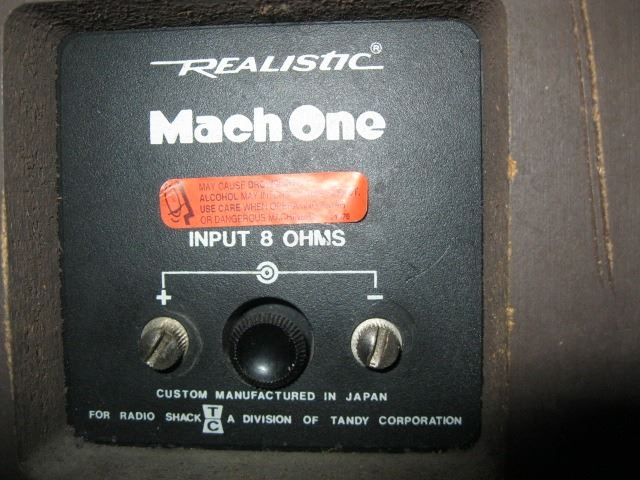 REALISTIC®
Mach One
MAY CAUSE
ALCOHOL MAY
USE CARE WHEN
OR DANGEROUS
INPUT 8 OHMS
+ −
CUSTOM MANUFACTURED IN JAPAN
FOR RADIO SHACK TC A DIVISION OF TANDY CORPORATION